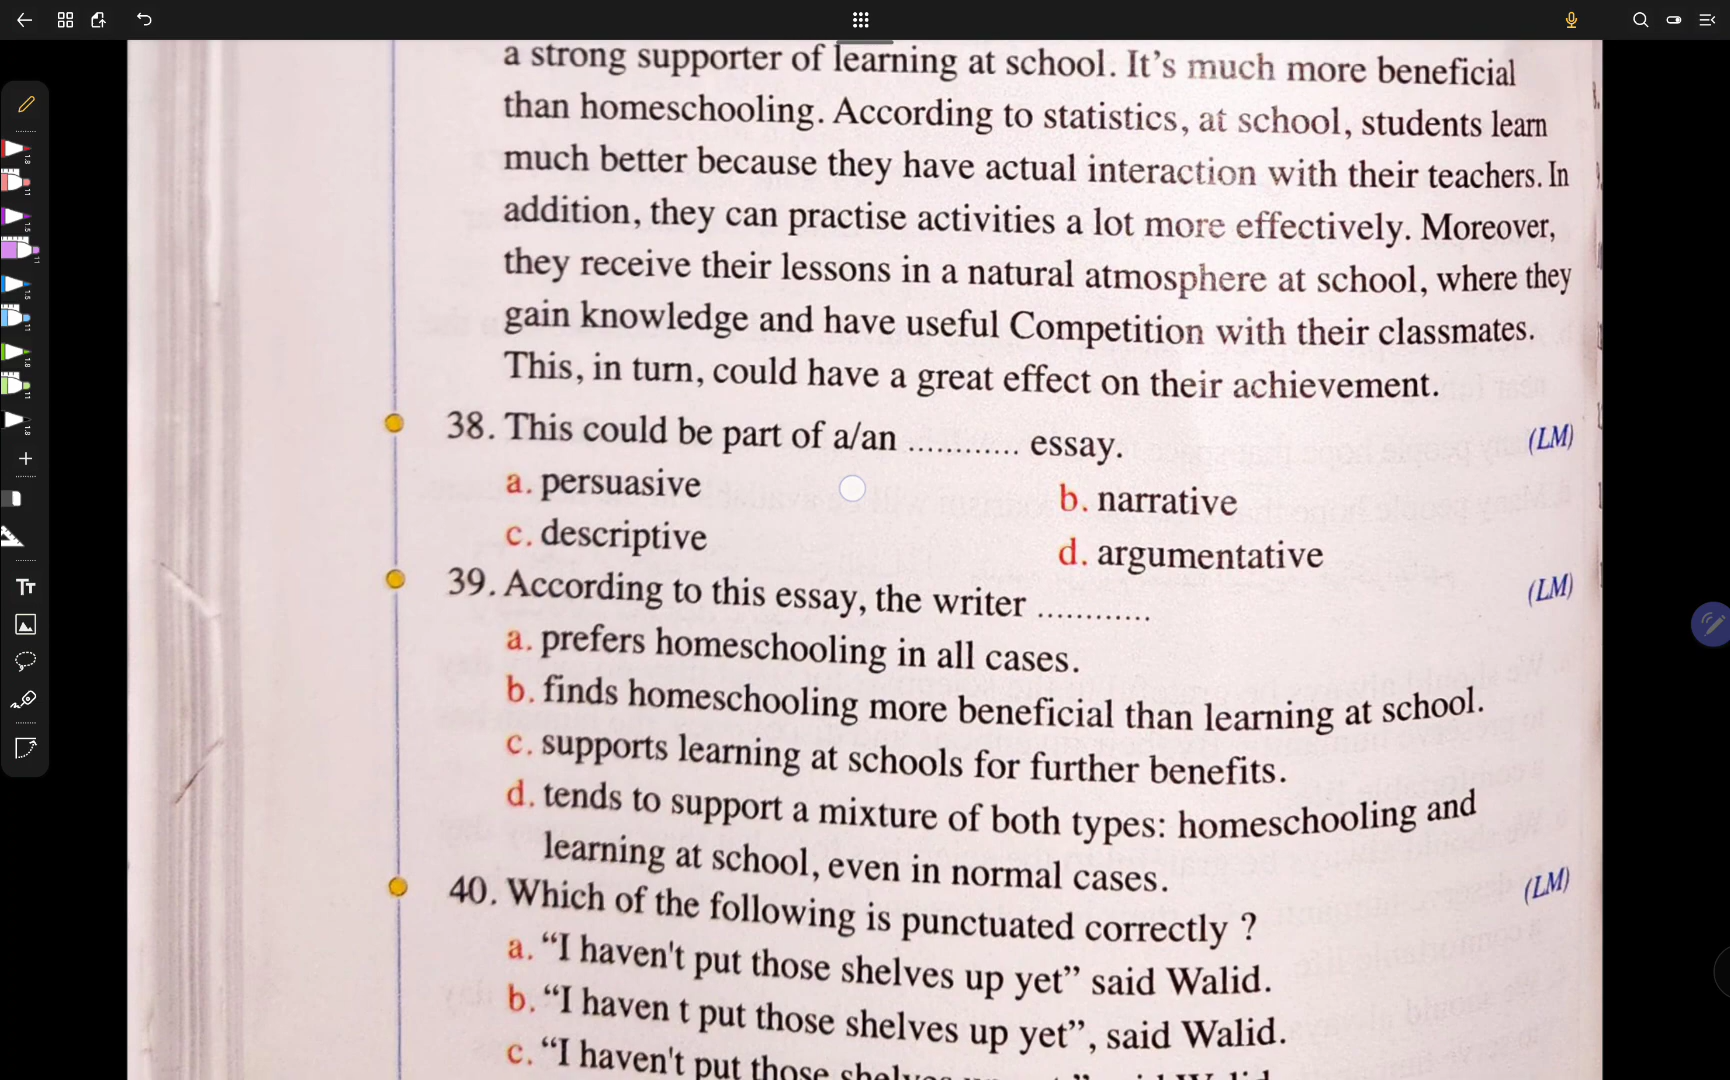 a strong supporter of learning at school. It's much more beneficial
than homeschooling. According to statistics, at school, students learn
much better because they have actual interaction with their teachers. In
addition, they can practise activities a lot more effectively. Moreover,
they receive their lessons in a natural atmosphere at school, where they
gain knowledge and have useful Competition with their classmates.
This, in turn, could have a great effect on their achievement.
38. This could be part of a/an ............ essay. (LM)
a. persuasive b. narrative
c. descriptive d. argumentative
39. According to this essay, the writer ............ (LM)
a. prefers homeschooling in all cases.
b. finds homeschooling more beneficial than learning at school.
c. supports learning at schools for further benefits.
d. tends to support a mixture of both types: homeschooling and
learning at school, even in normal cases.
40. Which of the following is punctuated correctly ? (LM)
a. “I haven't put those shelves up yet” said Walid.
b. “I haven t put those shelves up yet”, said Walid.
c. “I haven't put those